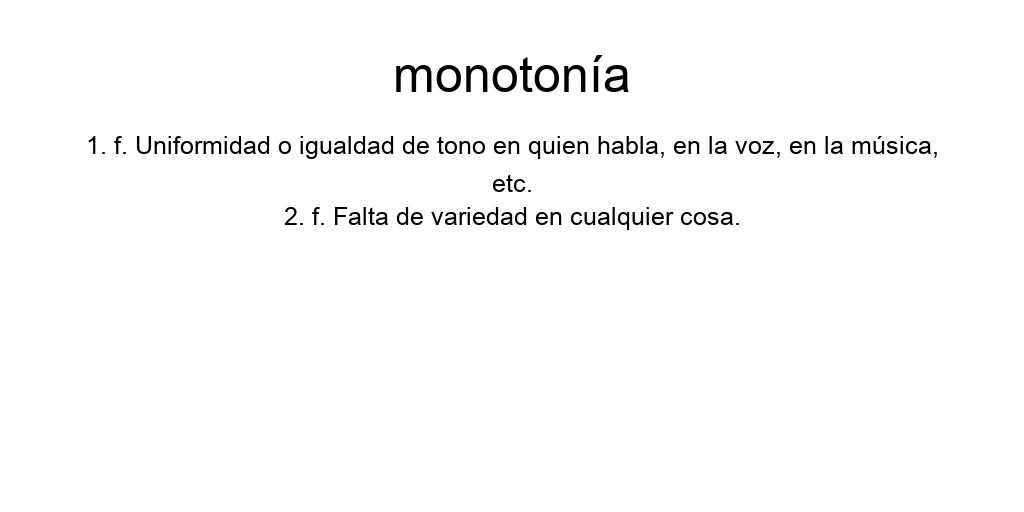 monotonía
1. f. Uniformidad o igualdad de tono en quien habla, en la voz, en la música,
etc.
2. f. Falta de variedad en cualquier cosa.